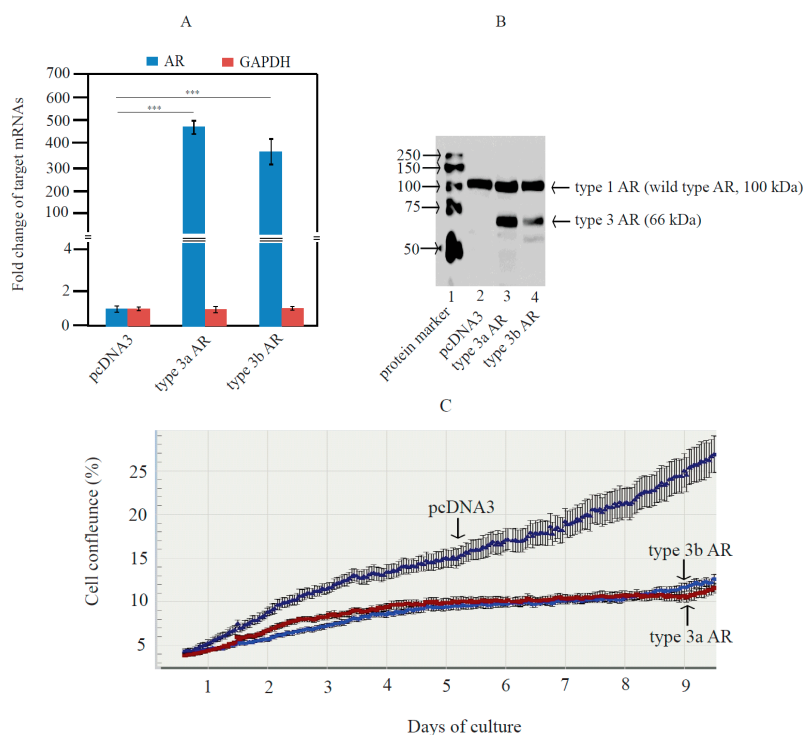 A
AR GAPDH
700
600
500
400
300
200
100
4
2
0
Fold change of target mRNAs
***
***
pcDNA3
type 3a AR
type 3b AR
B
250
150
100
75
50
type 1 AR (wild type AR, 100 kDa)
type 3 AR (66 kDa)
1 2 3 4
protein marker
pcDNA3
type 3a AR
type 3b AR
C
Cell confleunce (%)
25
20
15
10
5
pcDNA3
type 3b AR
type 3a AR
1 2 3 4 5 6 7 8 9
Days of culture